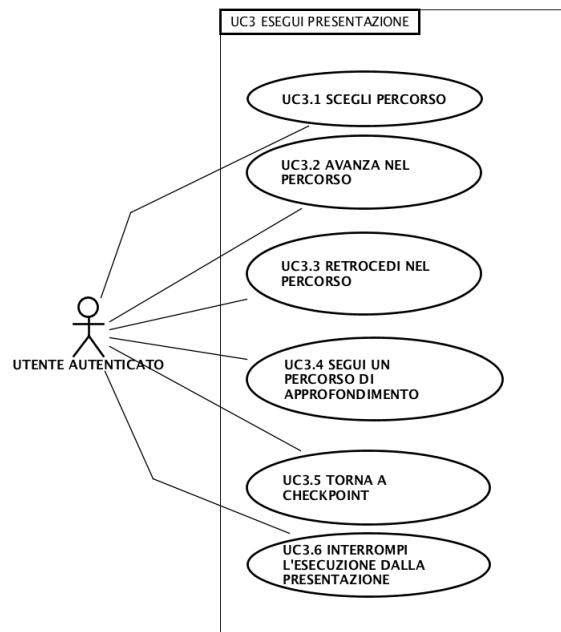 UC3 ESEGUI PRESENTAZIONE
UC3.1 SCEGLI PERCORSO
UC3.2 AVANZA NEL
PERCORSO
UC3.3 RETROCEDI NEL
PERCORSO
UTENTE AUTENTICATO
UC3.4 SEGUI UN
PERCORSO DI
APPROFONDIMENTO
UC3.5 TORNA A
CHECKPOINT
UC3.6 INTERROMPI
L'ESECUZIONE DALLA
PRESENTAZIONE